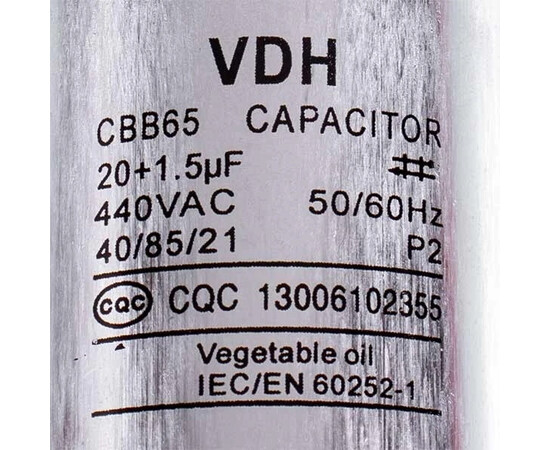 VDH
CBB65 CAPACITOR
20+1.5µF
440VAC 50/60Hz
40/85/21 P2
CQC CQC 13006102355
Vegetable oil
IEC/EN 60252-1